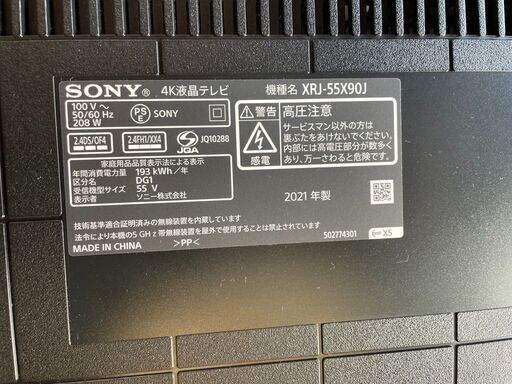 SONY® 4K液晶テレビ 機種名 XRJ-55X90J
100 V～
50/60 Hz
208 W
PS
E
SONY
2.4DS/OF4
2.4FH1/XX4
JQA
JQ10288
家庭用品品質表示法による表示
年間消費電力量 193 kWh／年
区分名 DG1
受信機型サイズ 55 V
表示者 ソニー株式会社
警告 高圧注意
感電
サービスマン以外の方は
裏ぶたをあけないでください。
内部には高電圧部分が数多く
あり、万一さわると危険です。
2021 年製
技術基準適合証明済みの無線装置を内蔵しています
法令により本機の5 GHz 帯無線装置を屋外で使用することはできません
MADE IN CHINA >PP<
502774301
X5